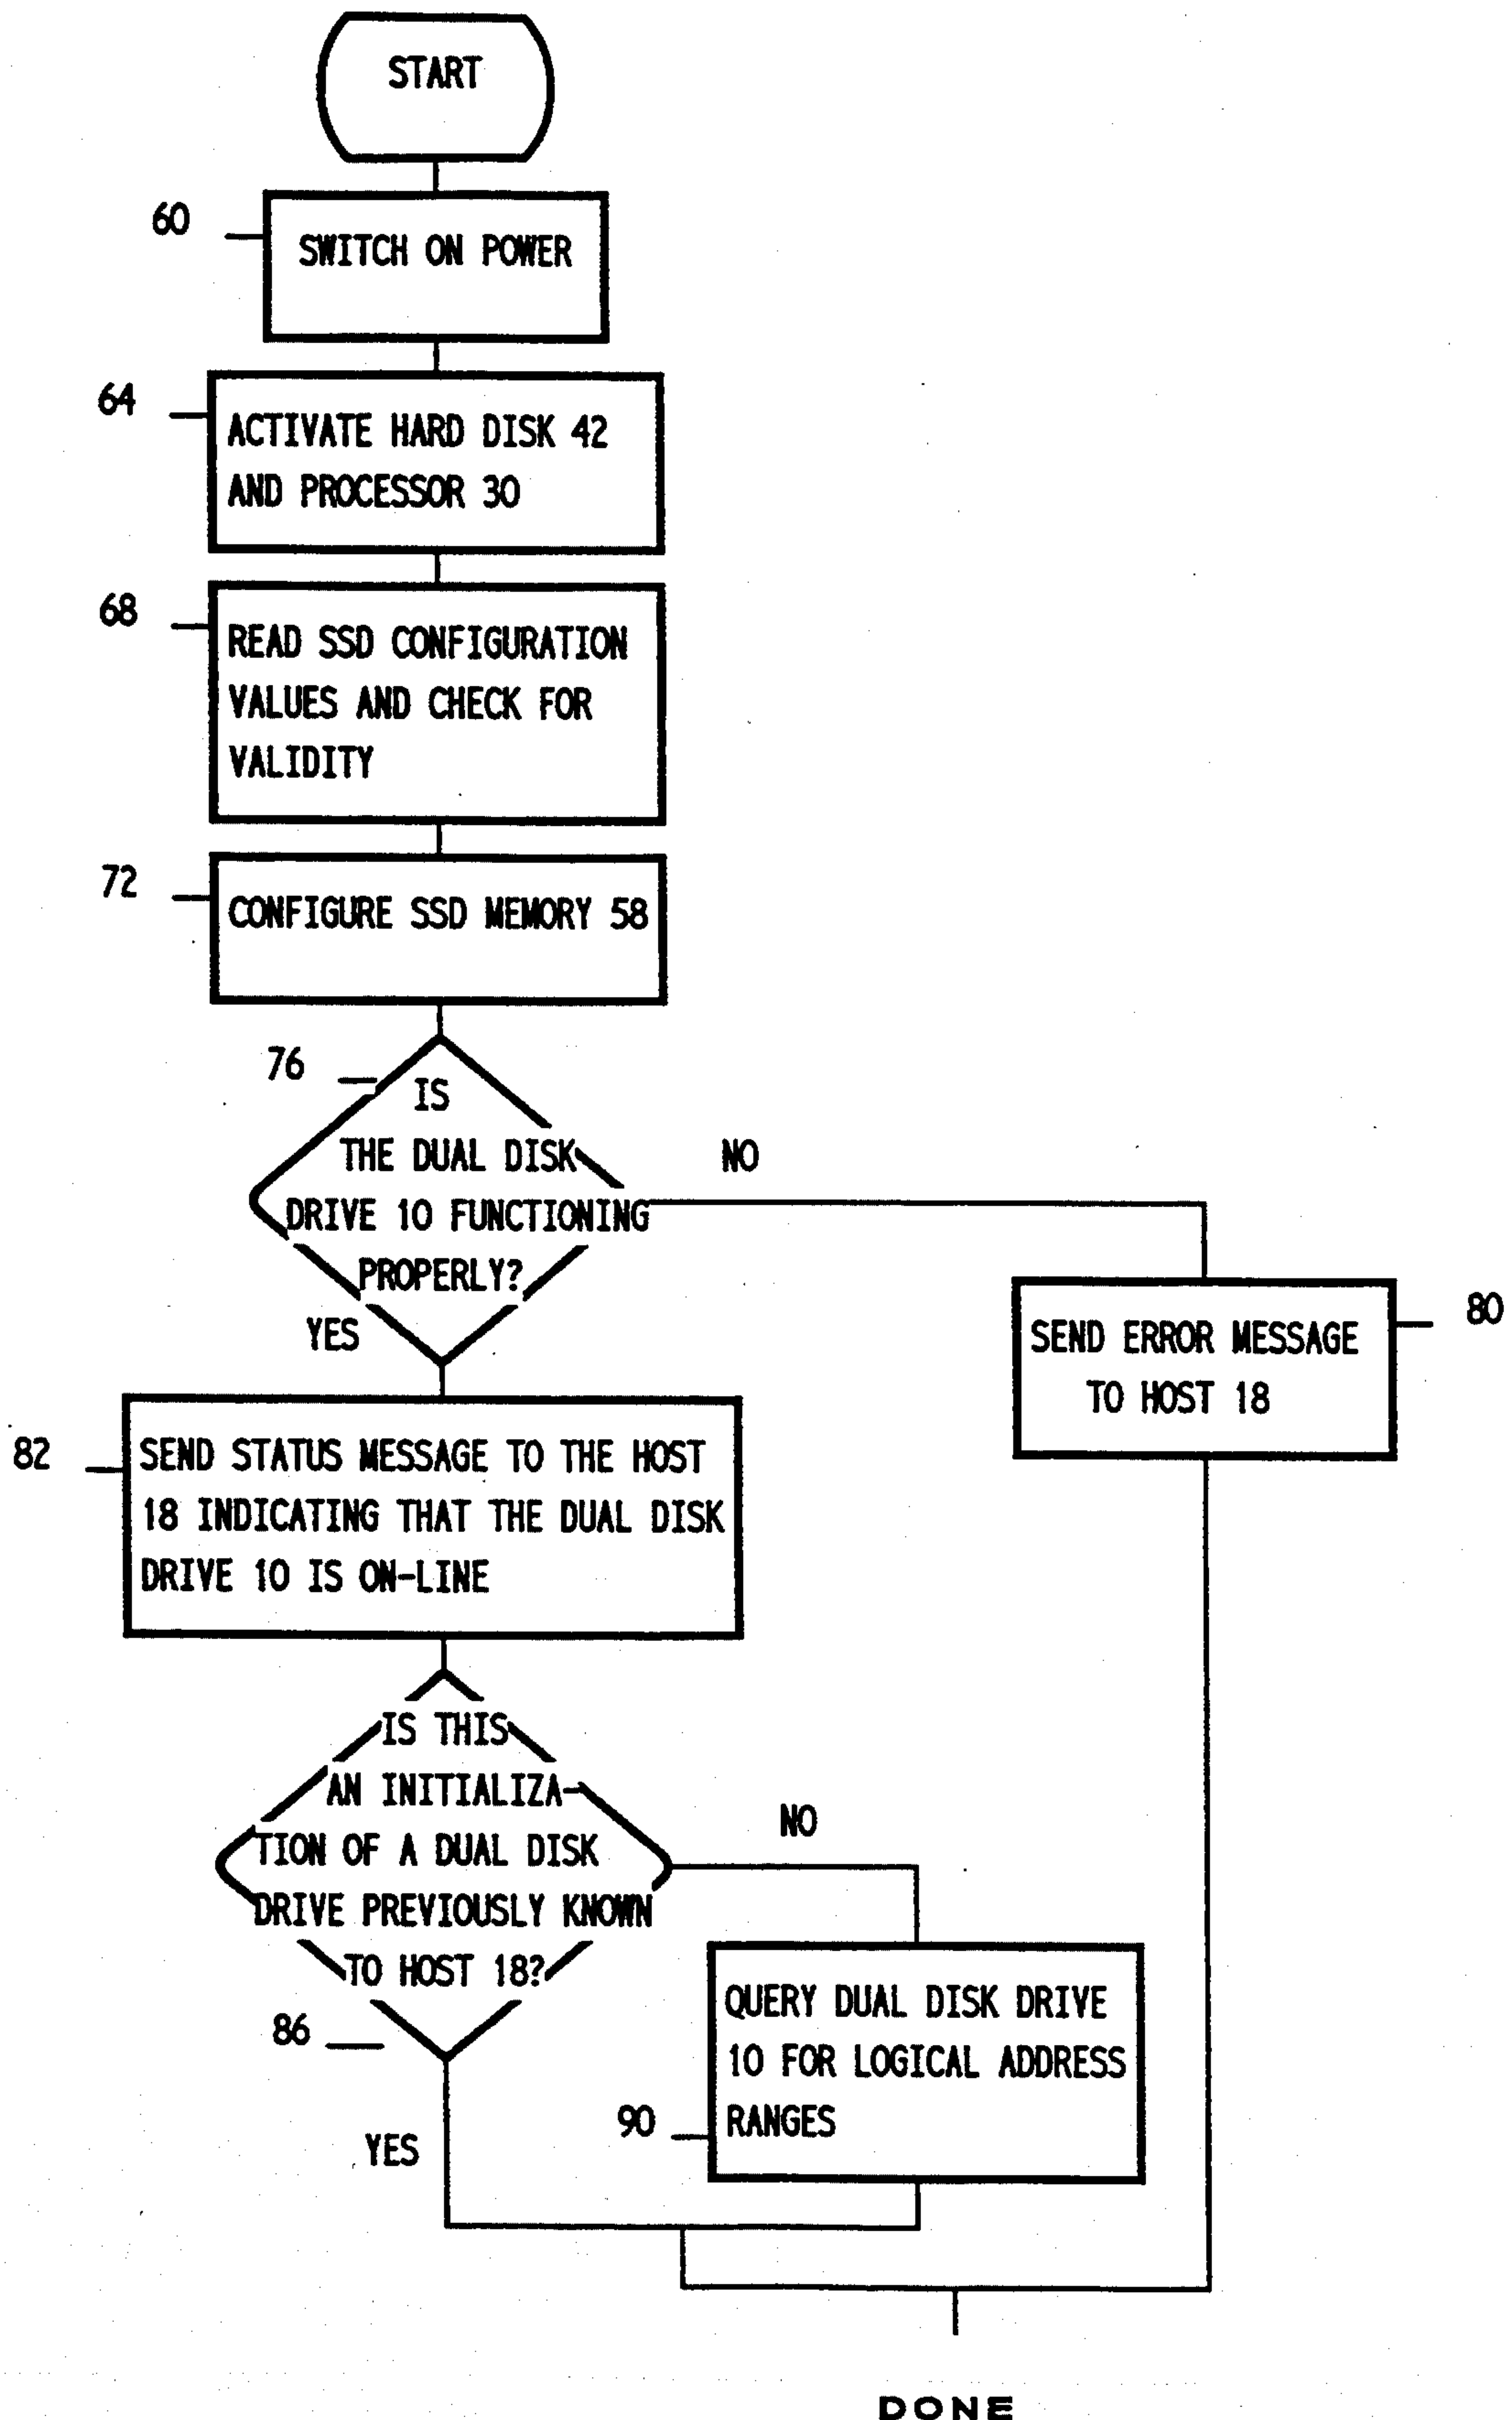 START
60
SWITCH ON POWER
64
ACTIVATE HARD DISK 42
AND PROCESSOR 30
68
READ SSD CONFIGURATION
VALUES AND CHECK FOR
VALIDITY
72
CONFIGURE SSD MEMORY 58
76
IS
THE DUAL DISK
DRIVE 10 FUNCTIONING
PROPERLY?
NO
YES
80
SEND ERROR MESSAGE
TO HOST 18
82
SEND STATUS MESSAGE TO THE HOST
18 INDICATING THAT THE DUAL DISK
DRIVE 10 IS ON-LINE
IS THIS
AN INITIALIZA-
TION OF A DUAL DISK
DRIVE PREVIOUSLY KNOWN
TO HOST 18?
86
NO
YES
QUERY DUAL DISK DRIVE
10 FOR LOGICAL ADDRESS
RANGES
90
DONE